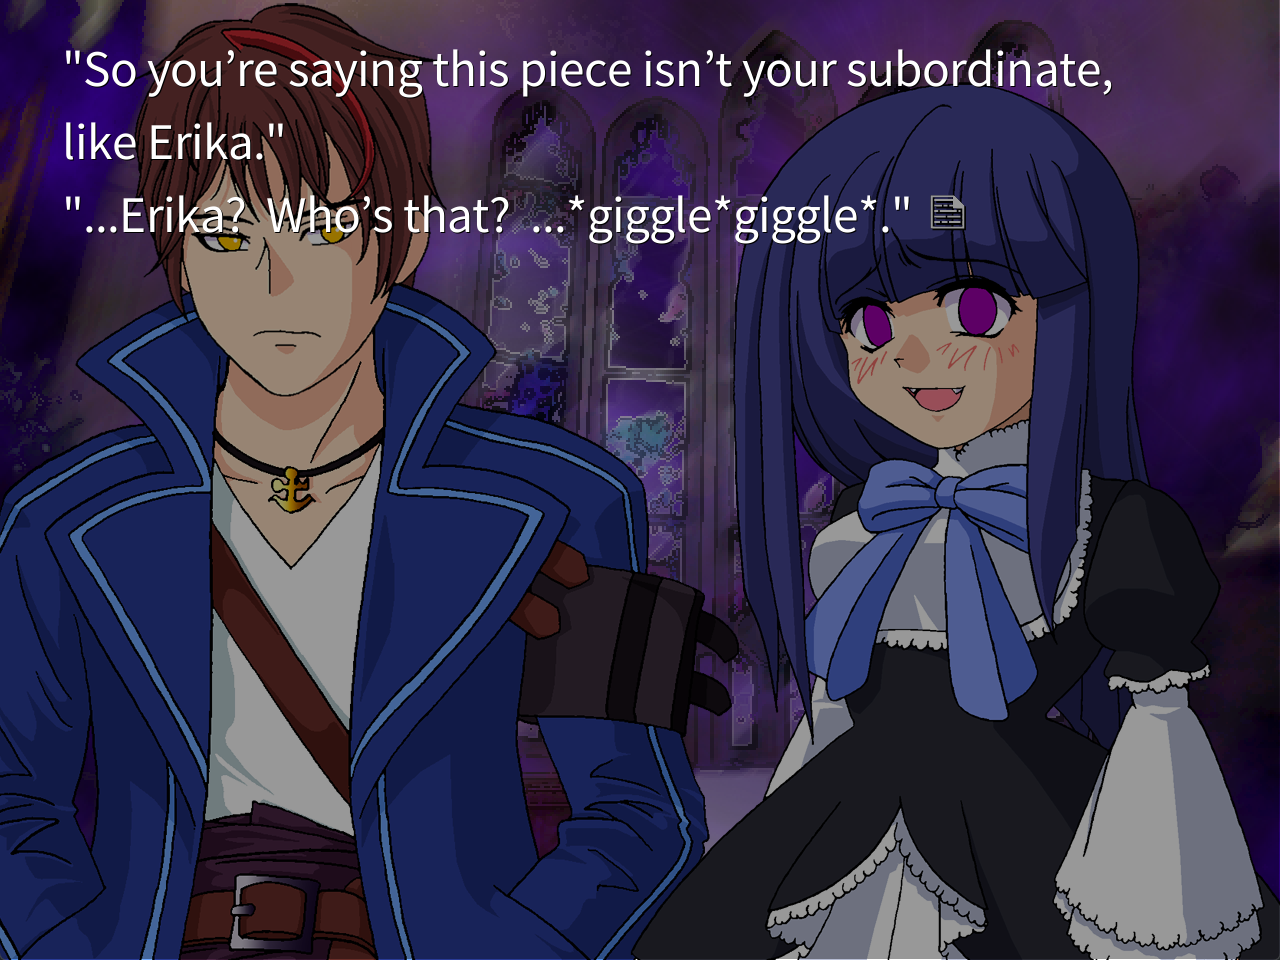 "So you’re saying this piece isn’t your subordinate,
like Erika."
"...Erika?  Who’s that?  ...*giggle*giggle*."